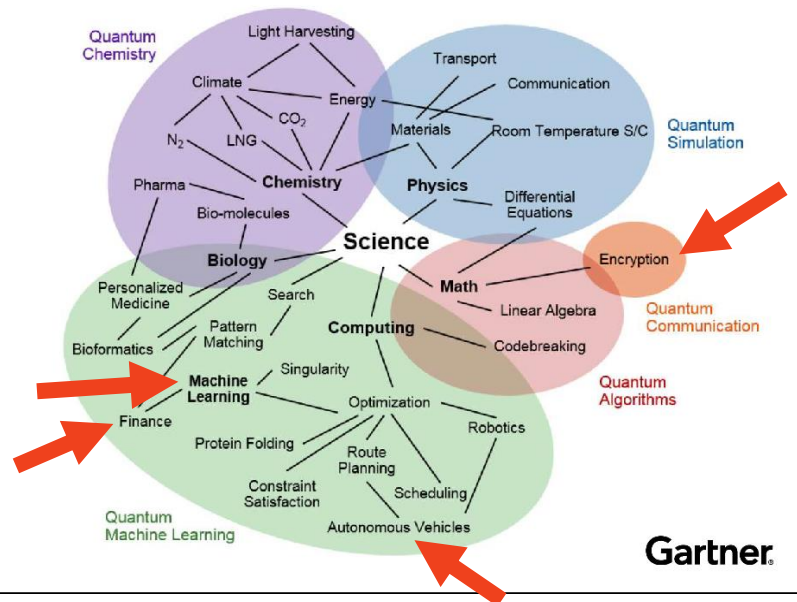 Quantum
Chemistry
Light Harvesting
Climate
Energy
CO₂
N₂
LNG
Chemistry
Pharma
Bio-molecules
Biology
Transport
Communication
Materials
Room Temperature S/C
Physics
Differential
Equations
Quantum
Simulation
Science
Encryption
Math
Linear Algebra
Codebreaking
Quantum
Communication
Quantum
Algorithms
Personalized
Medicine
Search
Computing
Bioformatics
Pattern
Matching
Machine
Learning
Singularity
Finance
Optimization
Robotics
Protein Folding
Route
Planning
Constraint
Satisfaction
Scheduling
Autonomous Vehicles
Quantum
Machine Learning
Gartner®